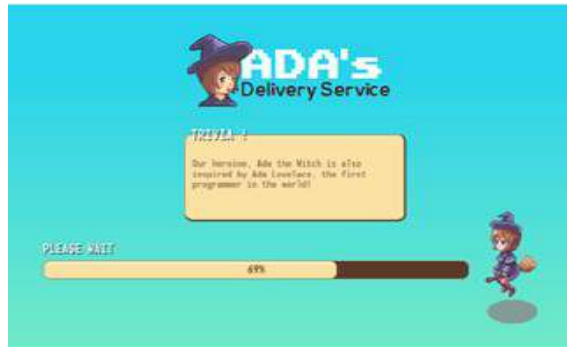 ADA's
Delivery Service
TRIVIA !
Our heroine, Ada the Witch is also
inspired by Ada Lovelace, the first
programmer in the world!
PLEASE WAIT
69%